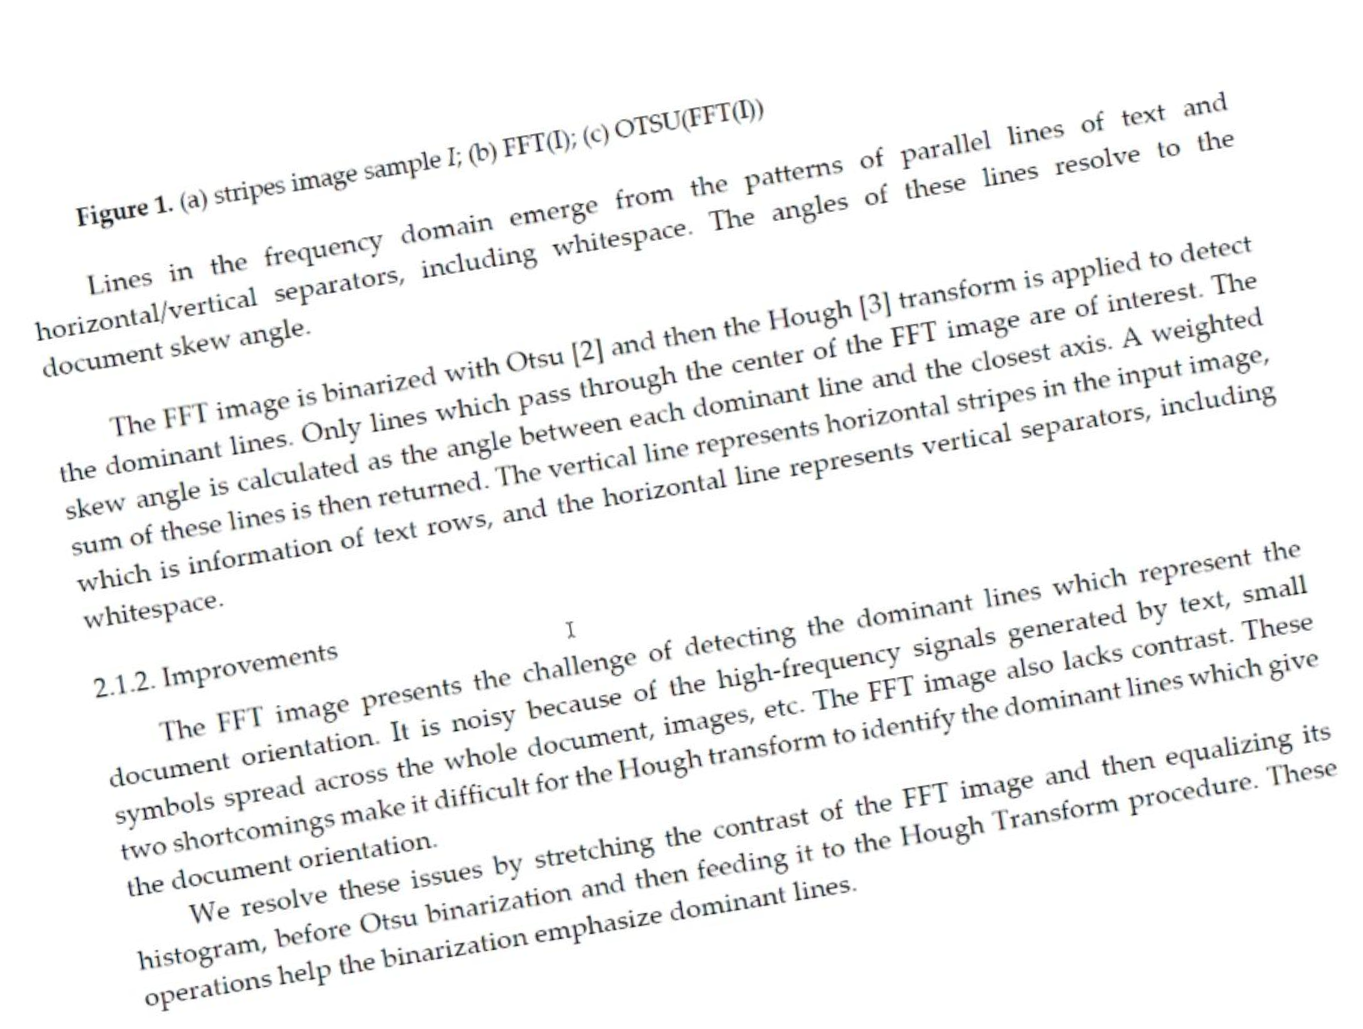 Figure 1. (a) stripes image sample I; (b) FFT(I); (c) OTSU(FFT(I))
Lines in the frequency domain emerge from the patterns of parallel lines of text and
horizontal/vertical separators, including whitespace. The angles of these lines resolve to the
document skew angle.
The FFT image is binarized with Otsu [2] and then the Hough [3] transform is applied to detect
the dominant lines. Only lines which pass through the center of the FFT image are of interest. The
skew angle is calculated as the angle between each dominant line and the closest axis. A weighted
sum of these lines is then returned. The vertical line represents horizontal stripes in the input image,
which is information of text rows, and the horizontal line represents vertical separators, including
whitespace.
2.1.2. Improvements
The FFT image presents the challenge of detecting the dominant lines which represent the
document orientation. It is noisy because of the high-frequency signals generated by text, small
symbols spread across the whole document, images, etc. The FFT image also lacks contrast. These
two shortcomings make it difficult for the Hough transform to identify the dominant lines which give
the document orientation.
We resolve these issues by stretching the contrast of the FFT image and then equalizing its
histogram, before Otsu binarization and then feeding it to the Hough Transform procedure. These
operations help the binarization emphasize dominant lines.